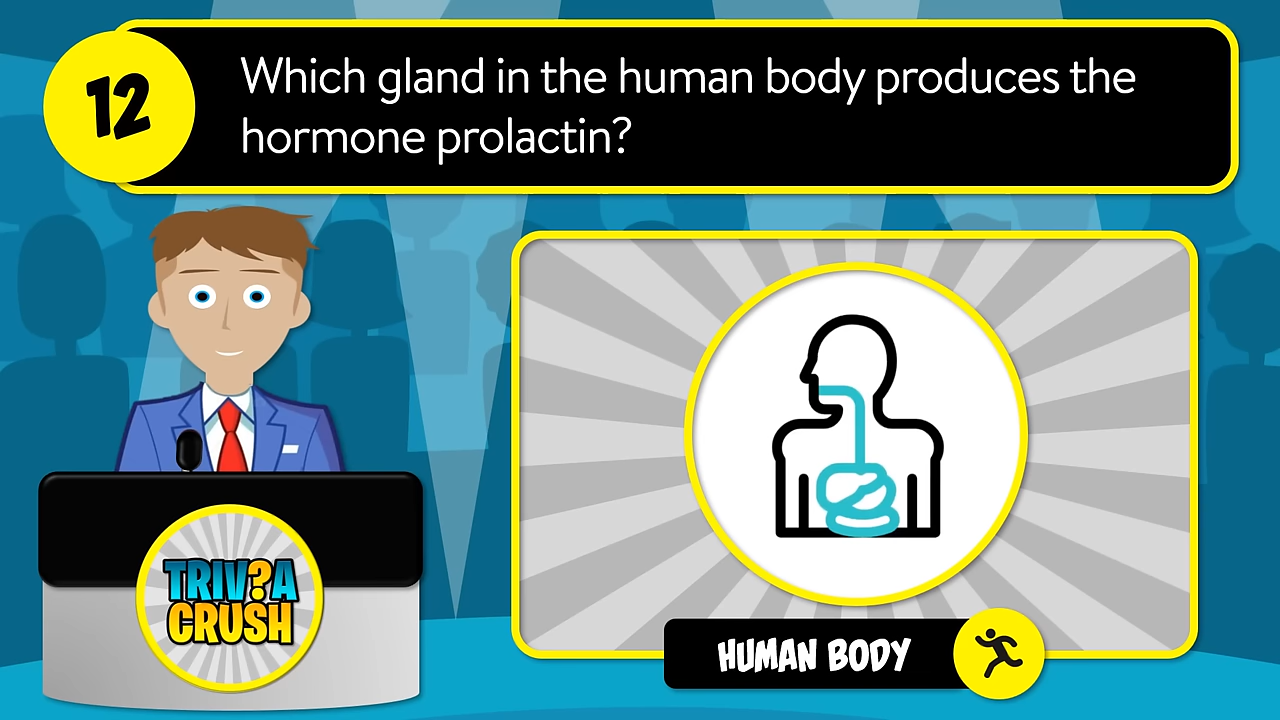 12
Which gland in the human body produces the
hormone prolactin?
TRIV?A
CRUSH
HUMAN BODY